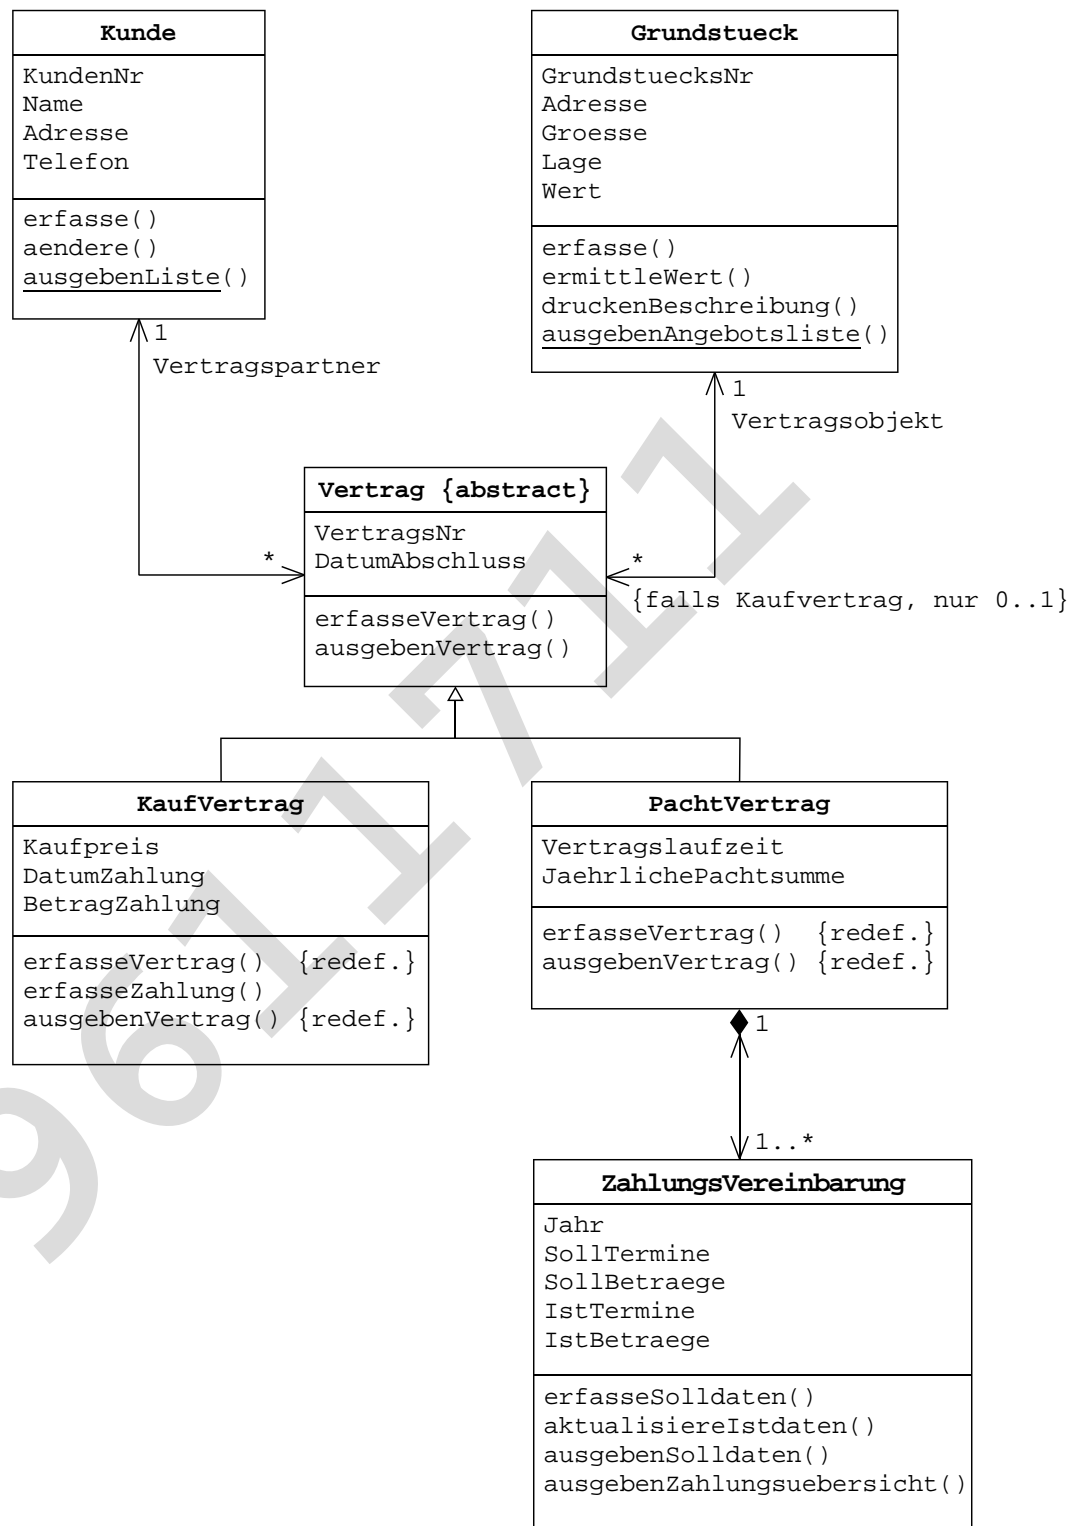 Kunde
KundenNr
Name
Adresse
Telefon
erfasse()
aendere()
ausgebenListe()
1
Vertragspartner
Grundstueck
GrundstuecksNr
Adresse
Groesse
Lage
Wert
erfasse()
ermittleWert()
druckenBeschreibung()
ausgebenAngebotsliste()
1
Vertragsobjekt
Vertrag {abstract}
VertragsNr
DatumAbschluss
erfasseVertrag()
ausgebenVertrag()
*
*
{falls Kaufvertrag, nur 0..1}
KaufVertrag
Kaufpreis
DatumZahlung
BetragZahlung
erfasseVertrag() {redef.}
erfasseZahlung()
ausgebenVertrag() {redef.}
PachtVertrag
Vertragslaufzeit
JaehrlichePachtsumme
erfasseVertrag() {redef.}
ausgebenVertrag() {redef.}
1
1..*
ZahlungsVereinbarung
Jahr
SollTermine
SollBetraege
IstTermine
IstBetraege
erfasseSolldaten()
aktualisiereIstdaten()
ausgebenSolldaten()
ausgebenZahlungsuebersicht()
9611711